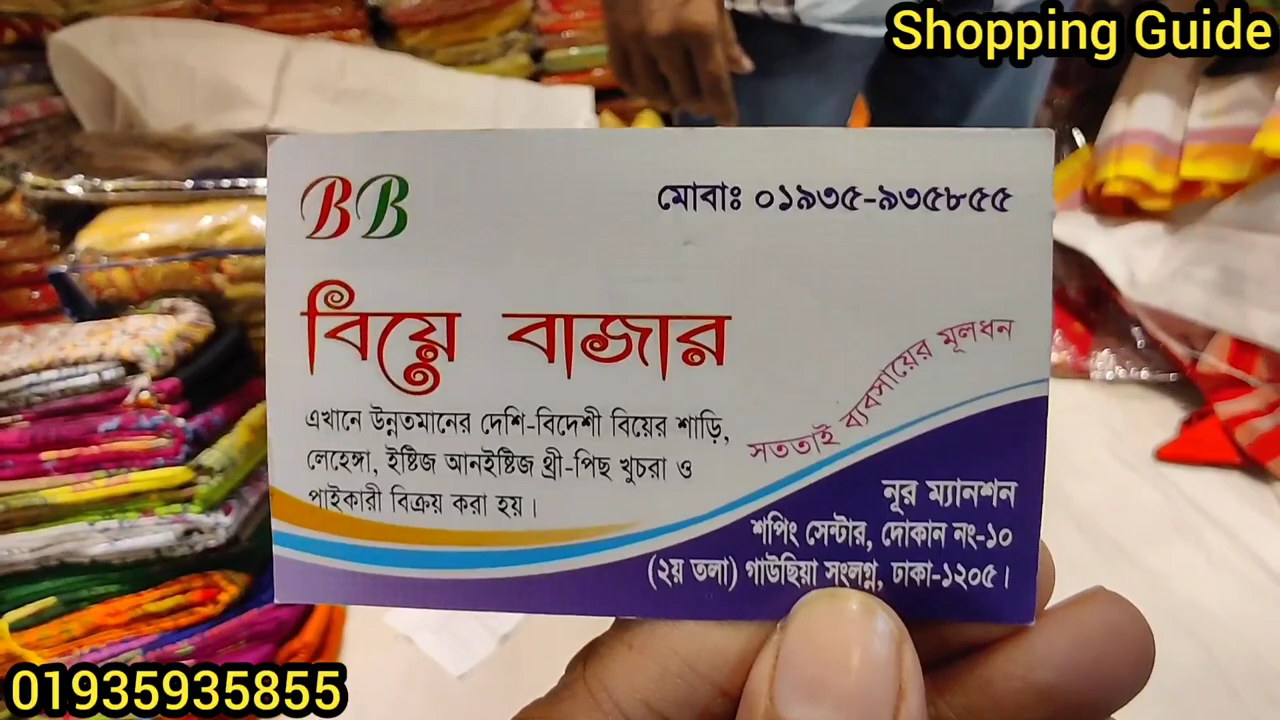 Shopping Guide
BB
মোবাঃ ০১৯৩৫-৯৩৫৮৫৫
বিয়ে বাজার
সততাই ব্যবসায়ের মূলধন
এখানে উন্নতমানের দেশি-বিদেশী বিয়ের শাড়ি,
লেহেঙ্গা, ইষ্টিজ আনইষ্টিজ থ্রী-পিছ খুচরা ও
পাইকারী বিক্রয় করা হয়।
নূর ম্যানশন
শপিং সেন্টার, দোকান নং-১০
(২য় তলা) গাউছিয়া সংলগ্ন, ঢাকা-১২০৫।
01935935855